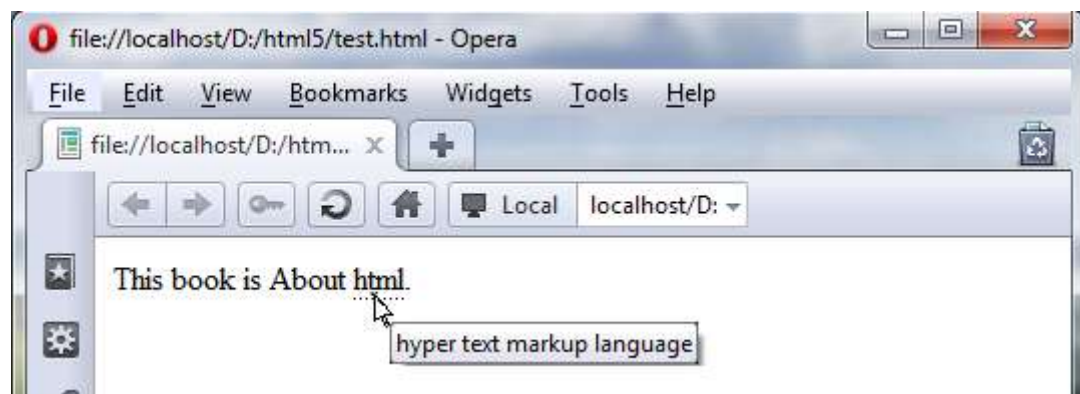 file://localhost/D:/html5/test.html - Opera
File Edit View Bookmarks Widgets Tools Help
file://localhost/D:/htm...
Local localhost/D:
This book is About html.
hyper text markup language